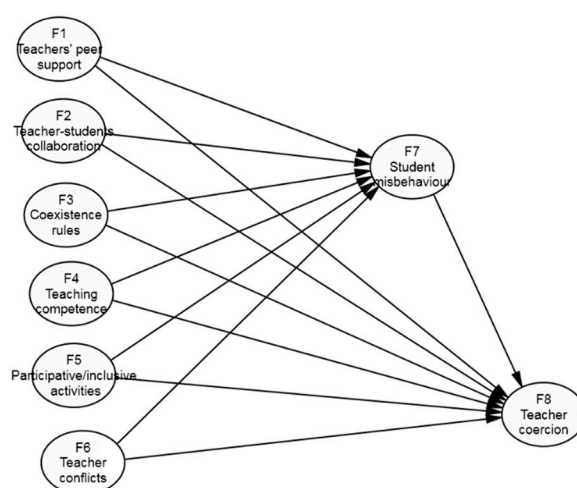 F1
Teachers' peer
support
F2
Teacher-students
collaboration
F3
Coexistence
rules
F4
Teaching
competence
F5
Participative/inclusive
activities
F6
Teacher
conflicts
F7
Student
misbehaviour
F8
Teacher
coercion